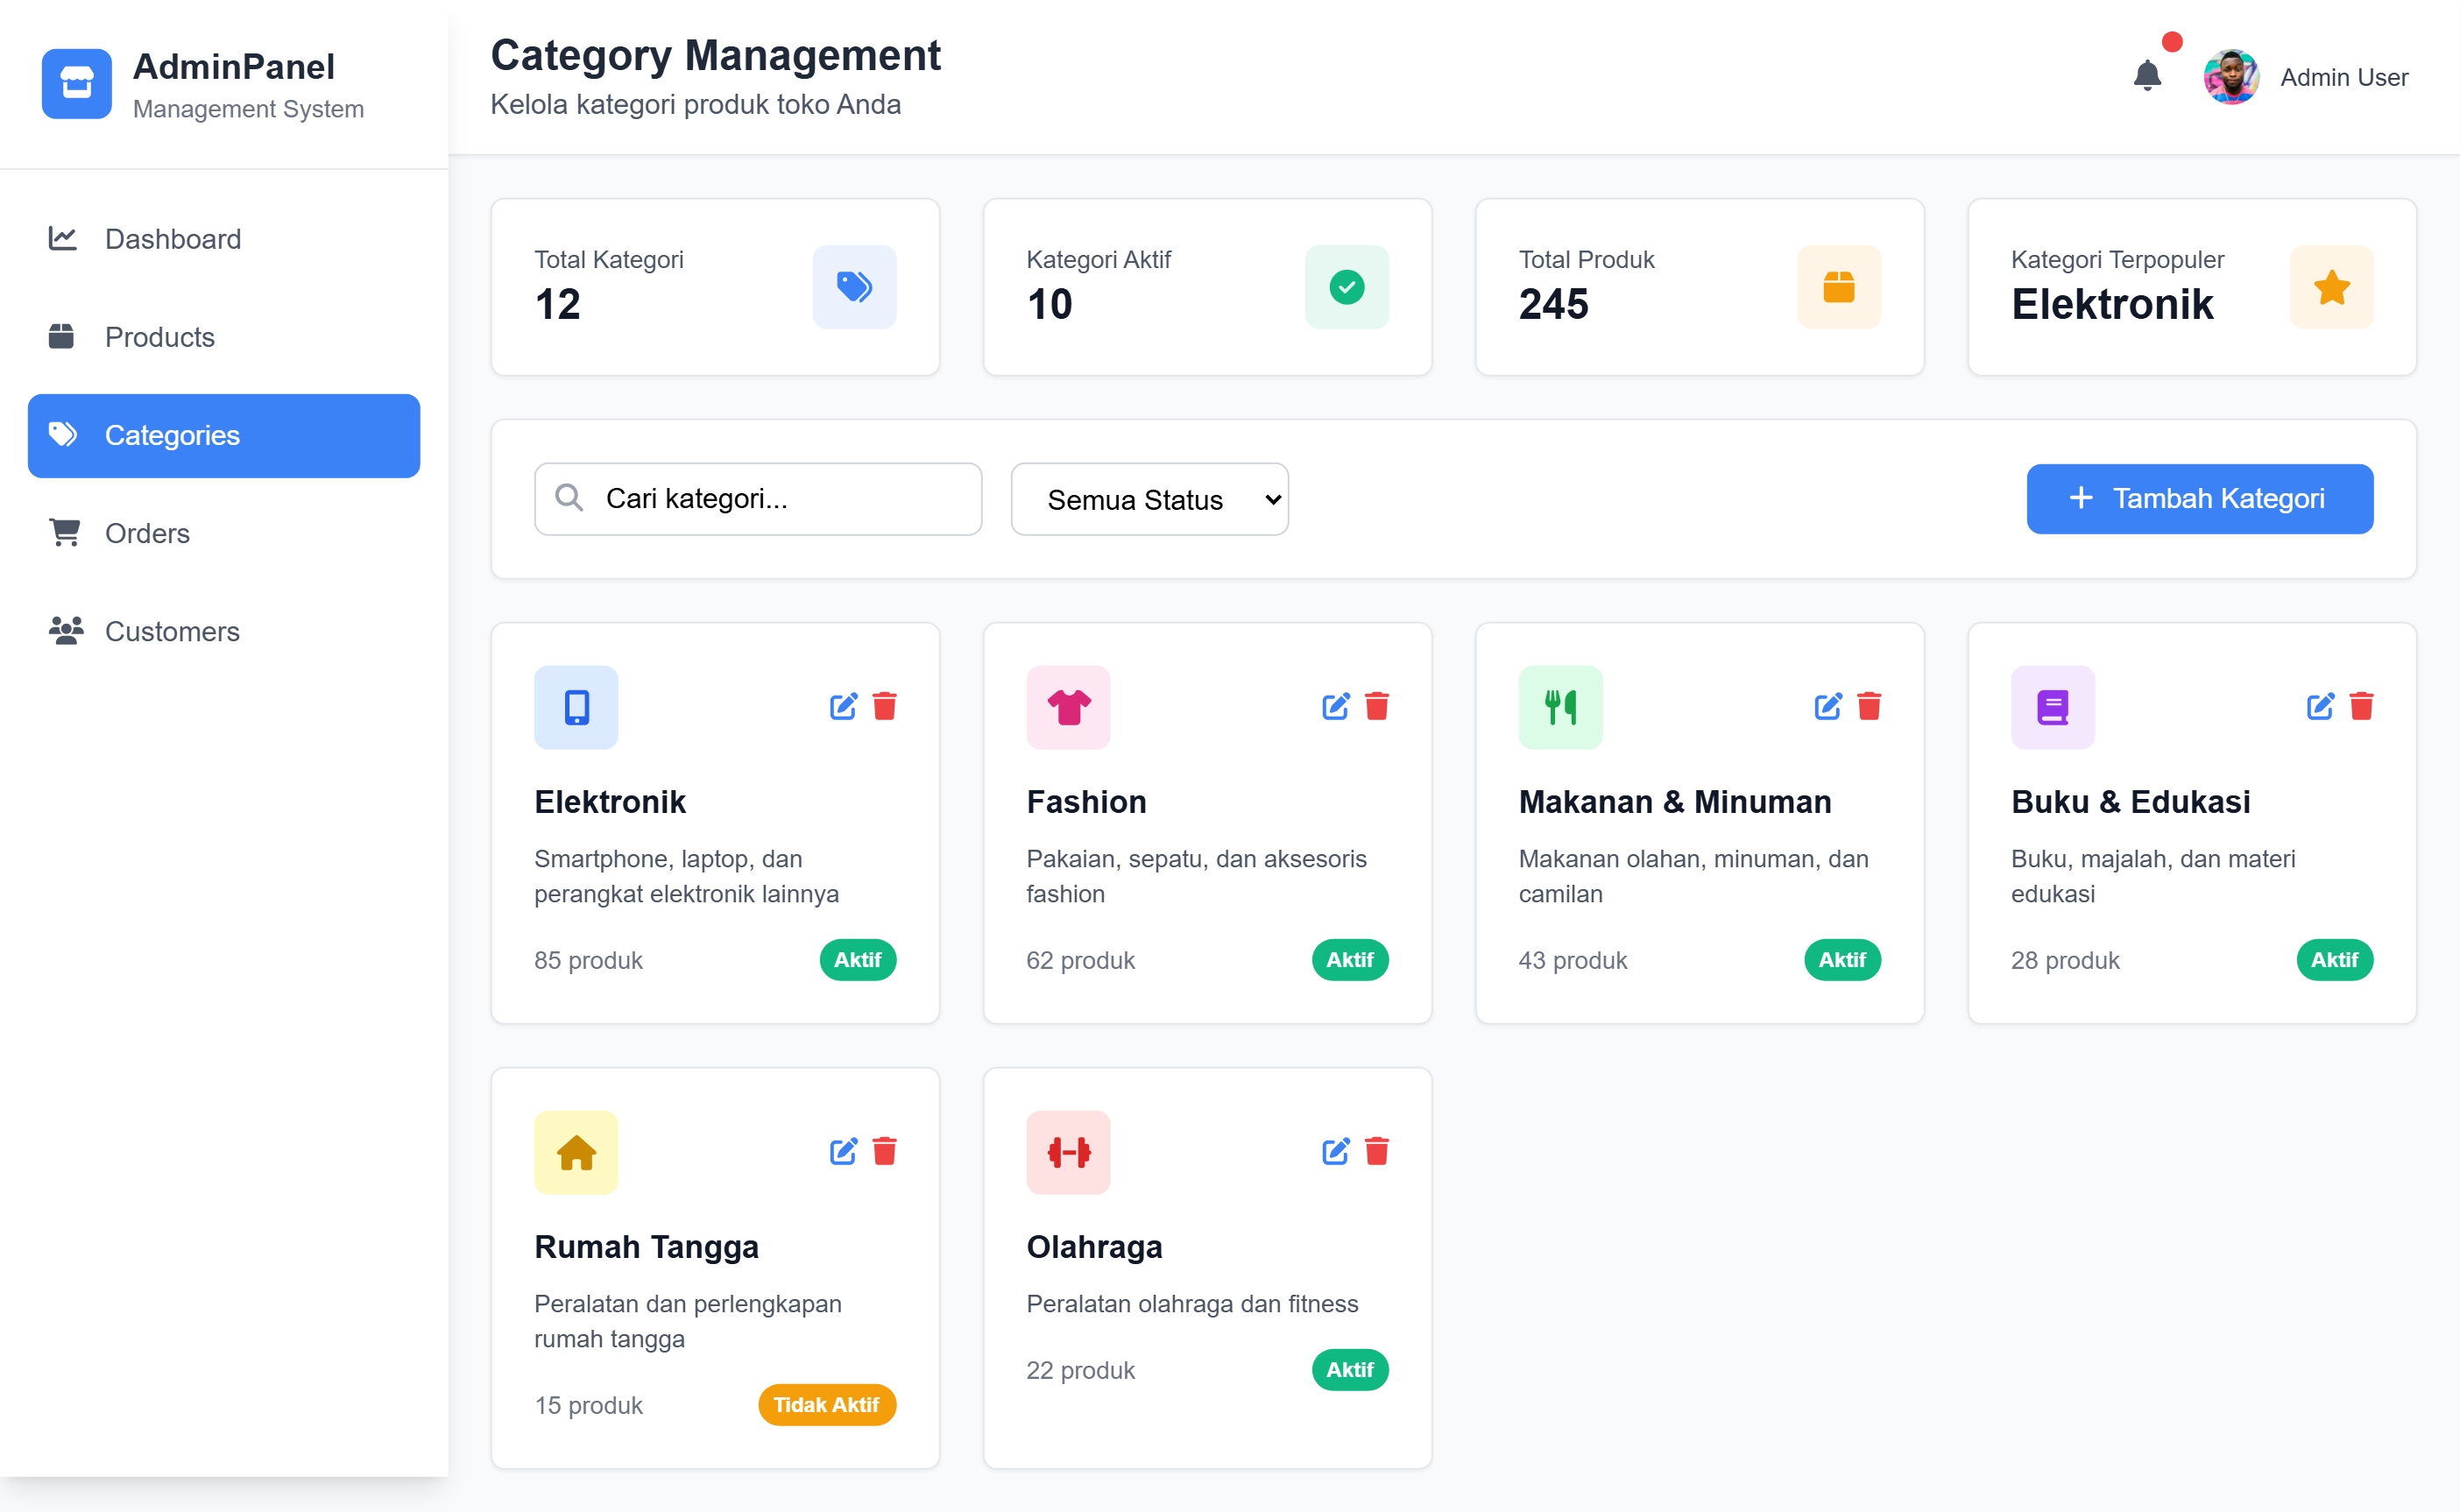 AdminPanel
Management System
Dashboard
Products
Categories
Orders
Customers
Category Management
Kelola kategori produk toko Anda
Admin User
Total Kategori
12
Kategori Aktif
10
Total Produk
245
Kategori Terpopuler
Elektronik
Cari kategori...
Semua Status
Tambah Kategori
Elektronik
Smartphone, laptop, dan
perangkat elektronik lainnya
85 produk
Aktif
Fashion
Pakaian, sepatu, dan aksesoris
fashion
62 produk
Aktif
Makanan & Minuman
Makanan olahan, minuman, dan
camilan
43 produk
Aktif
Buku & Edukasi
Buku, majalah, dan materi
edukasi
28 produk
Aktif
Rumah Tangga
Peralatan dan perlengkapan
rumah tangga
15 produk
Tidak Aktif
Olahraga
Peralatan olahraga dan fitness
22 produk
Aktif